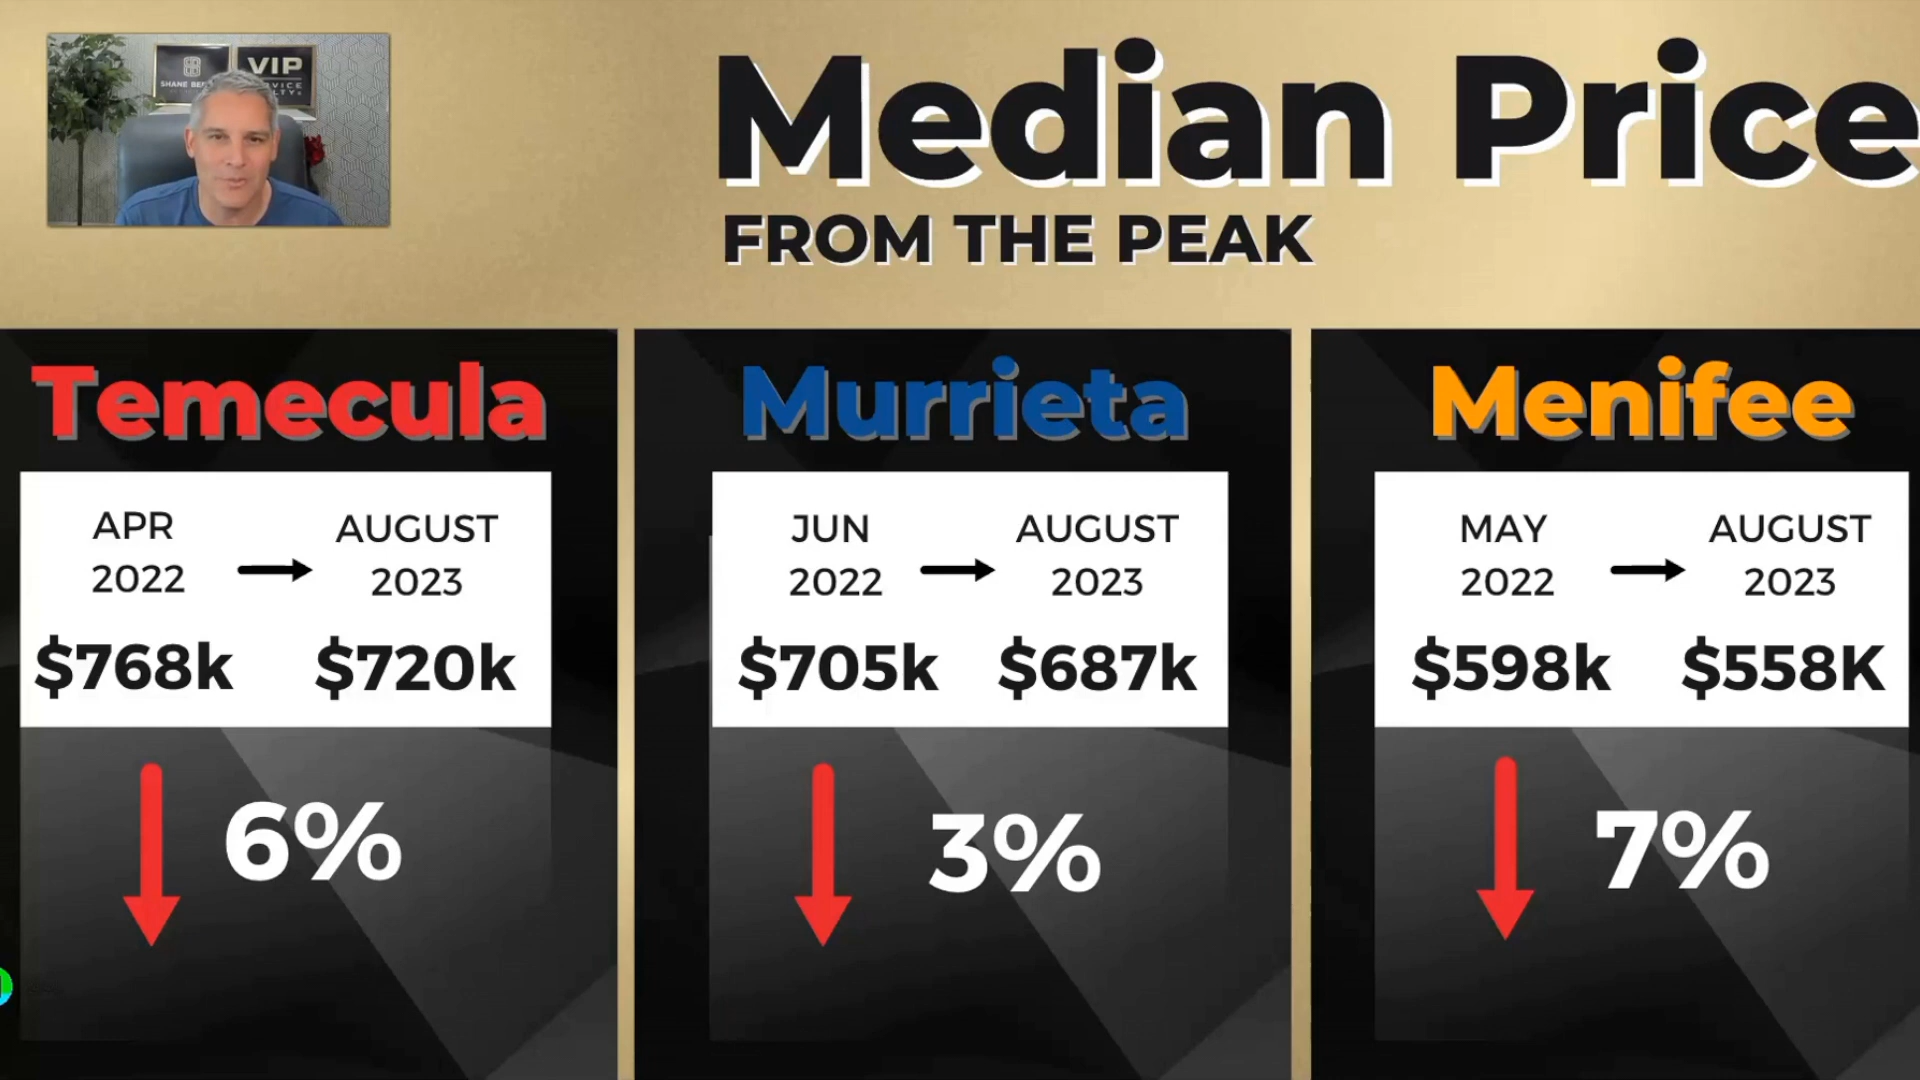 SHANE
VIP
Median Price
FROM THE PEAK
Temecula
APR
2022
AUGUST
2023
$768k
$720k
6%
Murrieta
JUN
2022
AUGUST
2023
$705k
$687k
3%
Menifee
MAY
2022
AUGUST
2023
$598k
$558K
7%